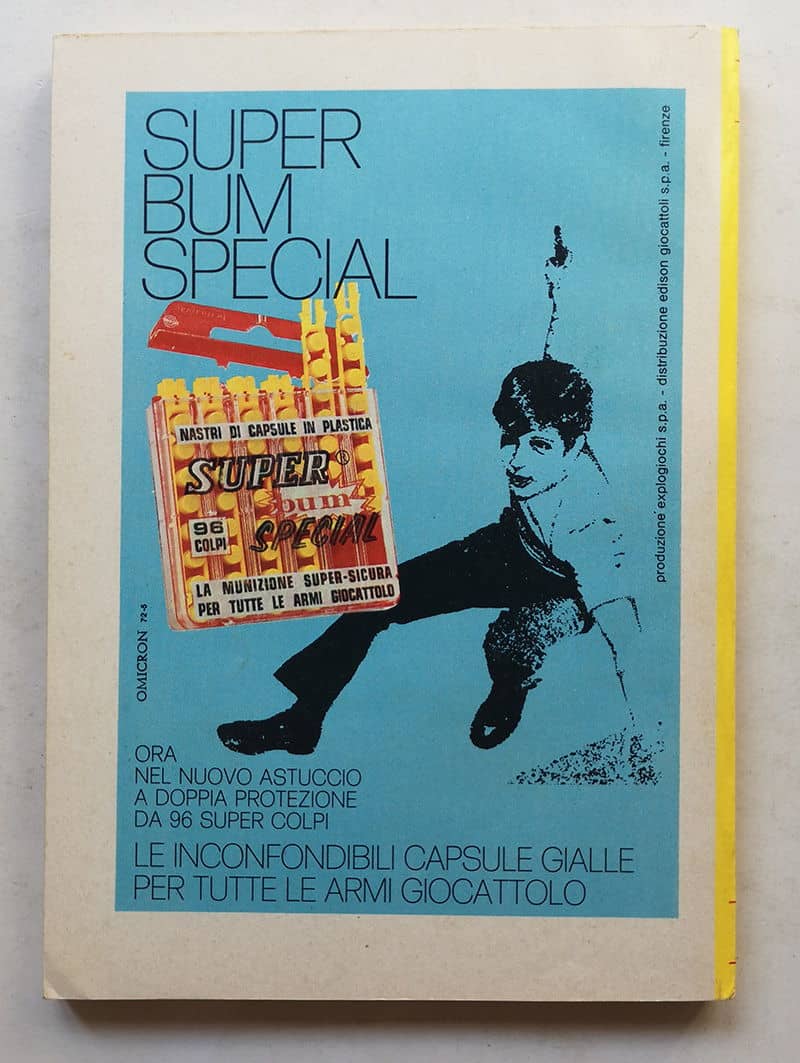 SUPER
BUM
SPECIAL
NASTRI DI CAPSULE IN PLASTICA
SUPER®
bum
96
COLPI
SPECIAL
LA MUNIZIONE SUPER-SICURA
PER TUTTE LE ARMI GIOCATTOLO
OMICRON 72-5
ORA
NEL NUOVO ASTUCCIO
A DOPPIA PROTEZIONE
DA 96 SUPER COLPI
LE INCONFONDIBILI CAPSULE GIALLE
PER TUTTE LE ARMI GIOCATTOLO
produzione explogiochi s.p.a. - distribuzione edison giocattoli s.p.a. - firenze